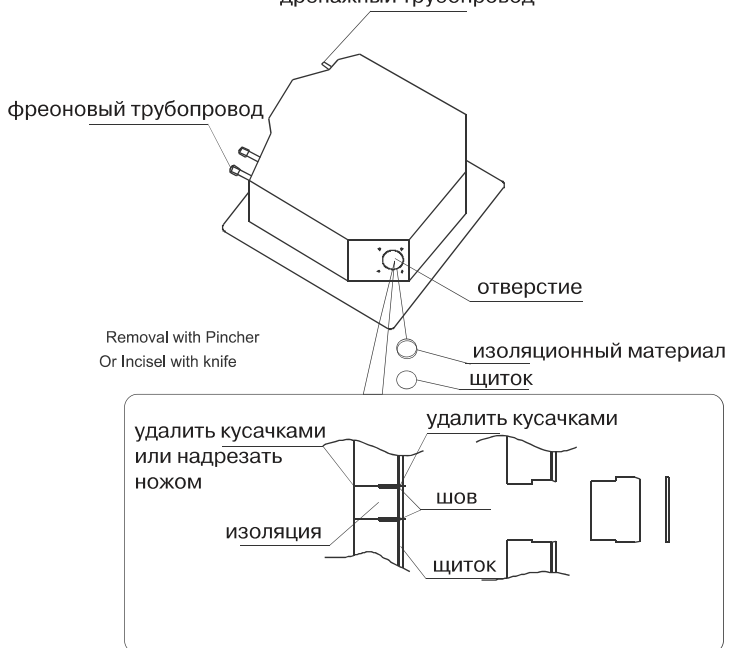 дренажный трубопровод
фреоновый трубопровод
отверстие
Removal with Pincher
Or Incisel with knife
изоляционный материал
щиток
удалить кусачками
или надрезать
ножом
удалить кусачками
шов
изоляция
щиток